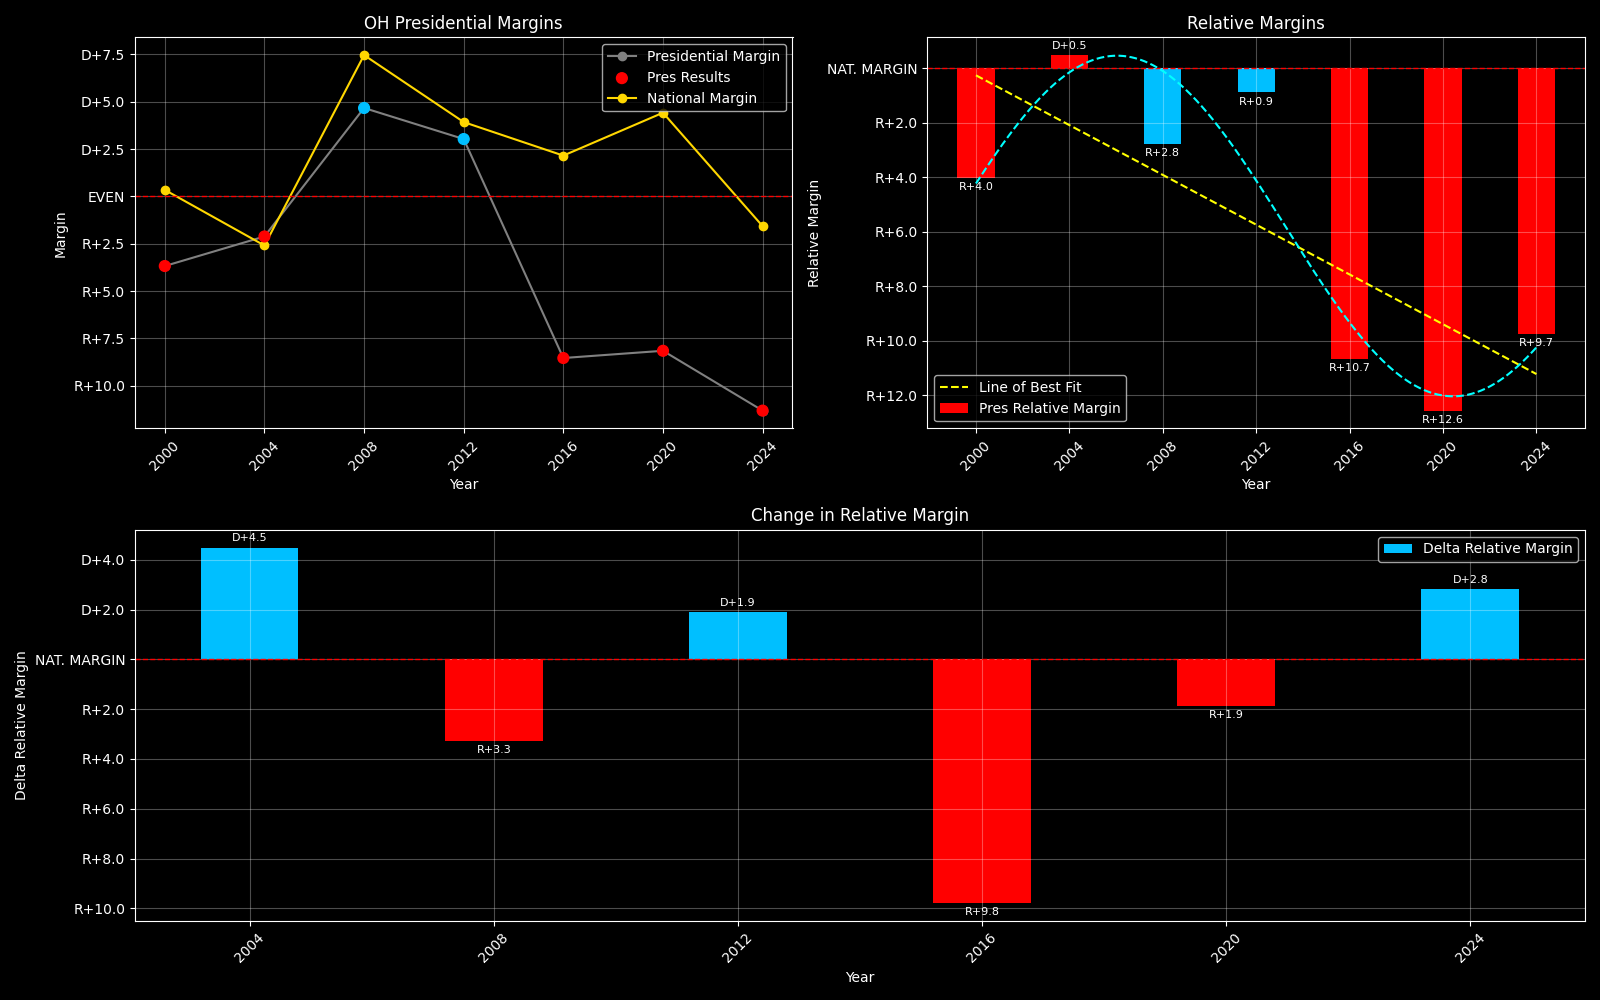 OH Presidential Margins
D+7.5
D+5.0
D+2.5
EVEN
R+2.5
R+5.0
R+7.5
R+10.0
Margin
Presidential Margin
Pres Results
National Margin
2000
2004
2008
2012
2016
2020
2024
Year
Relative Margins
NAT. MARGIN
R+2.0
R+4.0
R+6.0
R+8.0
R+10.0
R+12.0
Relative Margin
R+4.0
D+0.5
R+2.8
R+0.9
R+10.7
R+12.6
R+9.7
Line of Best Fit
Pres Relative Margin
2000
2004
2008
2012
2016
2020
2024
Year
Change in Relative Margin
D+4.0
D+2.0
NAT. MARGIN
R+2.0
R+4.0
R+6.0
R+8.0
R+10.0
Delta Relative Margin
D+4.5
R+3.3
D+1.9
R+9.8
R+1.9
D+2.8
Delta Relative Margin
2004
2008
2012
2016
2020
2024
Year